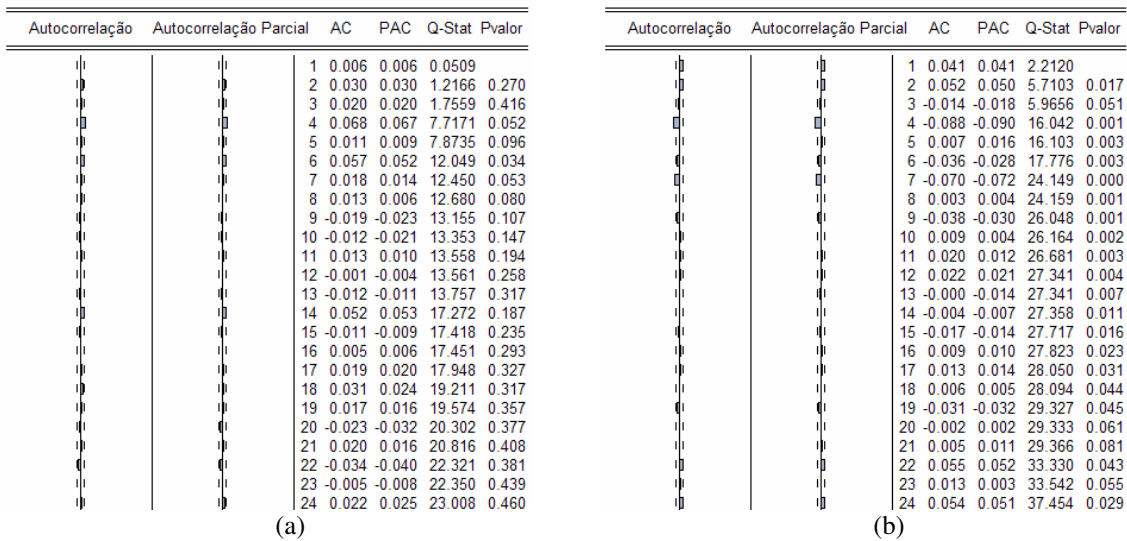 Autocorrelação Autocorrelação Parcial AC PAC Q-Stat Pvalor
1 0.006 0.006 0.0509
2 0.030 0.030 1.2166 0.270
3 0.020 0.020 1.7559 0.416
4 0.068 0.067 7.7171 0.052
5 0.011 0.009 7.8735 0.096
6 0.057 0.052 12.049 0.034
7 0.018 0.014 12.450 0.053
8 0.013 0.006 12.680 0.080
9 -0.019 -0.023 13.155 0.107
10 -0.012 -0.021 13.353 0.147
11 0.013 0.010 13.558 0.194
12 -0.001 -0.004 13.561 0.258
13 -0.012 -0.011 13.757 0.317
14 0.052 0.053 17.272 0.187
15 -0.011 -0.009 17.418 0.235
16 0.005 0.006 17.451 0.293
17 0.019 0.020 17.948 0.327
18 0.031 0.024 19.211 0.317
19 0.017 0.016 19.574 0.357
20 -0.023 -0.032 20.302 0.377
21 0.020 0.016 20.816 0.408
22 -0.034 -0.040 22.321 0.381
23 -0.005 -0.008 22.350 0.439
24 0.022 0.025 23.008 0.460
(a)
Autocorrelação Autocorrelação Parcial AC PAC Q-Stat Pvalor
1 0.041 0.041 2.2120
2 0.052 0.050 5.7103 0.017
3 -0.014 -0.018 5.9656 0.051
4 -0.088 -0.090 16.042 0.001
5 0.007 0.016 16.103 0.003
6 -0.036 -0.028 17.776 0.003
7 -0.070 -0.072 24.149 0.000
8 0.003 0.004 24.159 0.001
9 -0.038 -0.030 26.048 0.001
10 0.009 0.004 26.164 0.002
11 0.020 0.012 26.681 0.003
12 0.022 0.021 27.341 0.004
13 -0.000 -0.014 27.341 0.007
14 -0.004 -0.007 27.358 0.011
15 -0.017 -0.014 27.717 0.016
16 0.009 0.010 27.823 0.023
17 0.013 0.014 28.050 0.031
18 0.006 0.005 28.094 0.044
19 -0.031 -0.032 29.327 0.045
20 -0.002 0.002 29.333 0.061
21 0.005 0.011 29.366 0.081
22 0.055 0.052 33.330 0.043
23 0.013 0.003 33.542 0.055
24 0.054 0.051 37.454 0.029
(b)